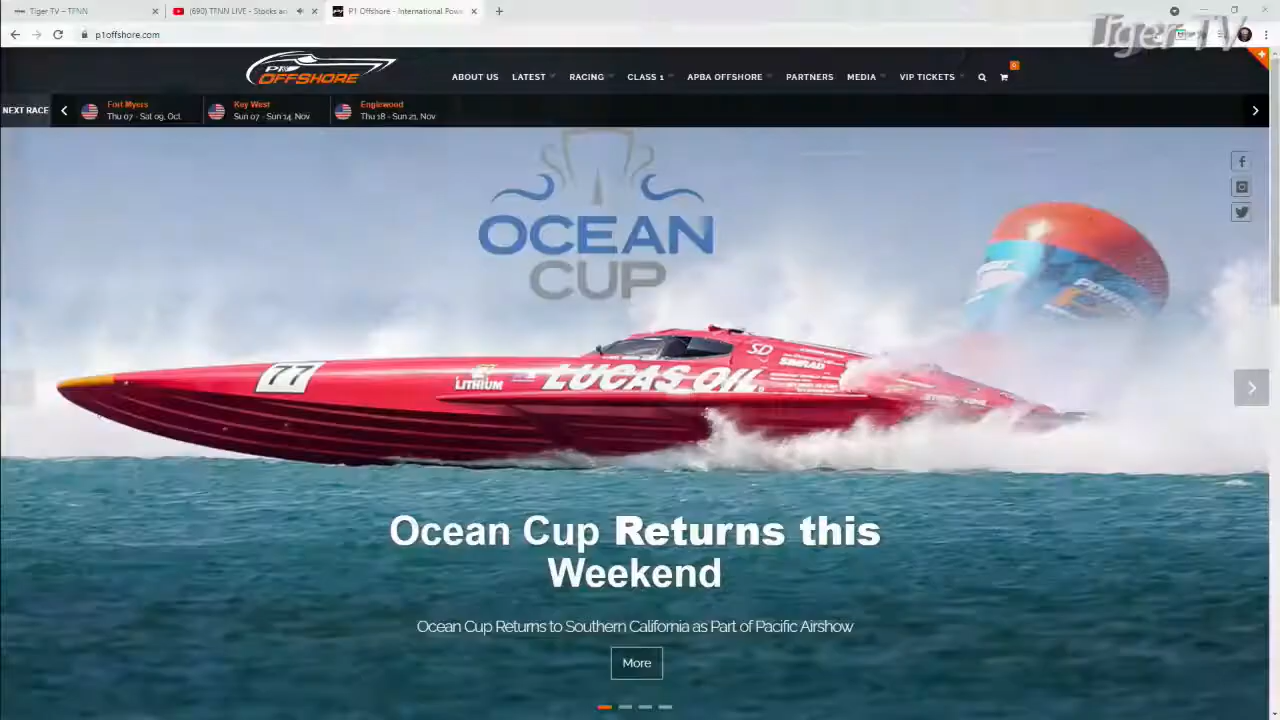 Tiger TV – TFNN
(690) TFNN LIVE - Stocks an
P1 Offshore - International Powe
p1offshore.com
Tiger TV
P1 OFFSHORE
ABOUT US LATEST RACING CLASS 1 APBA OFFSHORE PARTNERS MEDIA VIP TICKETS
0
NEXT RACE
Fort Myers
Thu 07 - Sat 09, Oct.
Key West
Sun 07 - Sun 14, Nov
Englewood
Thu 18 - Sun 21, Nov
OCEAN
CUP
77
LITHIUM
LUCAS OIL
SD
SIMRAD
Ocean Cup Returns this
Weekend
Ocean Cup Returns to Southern California as Part of Pacific Airshow
More